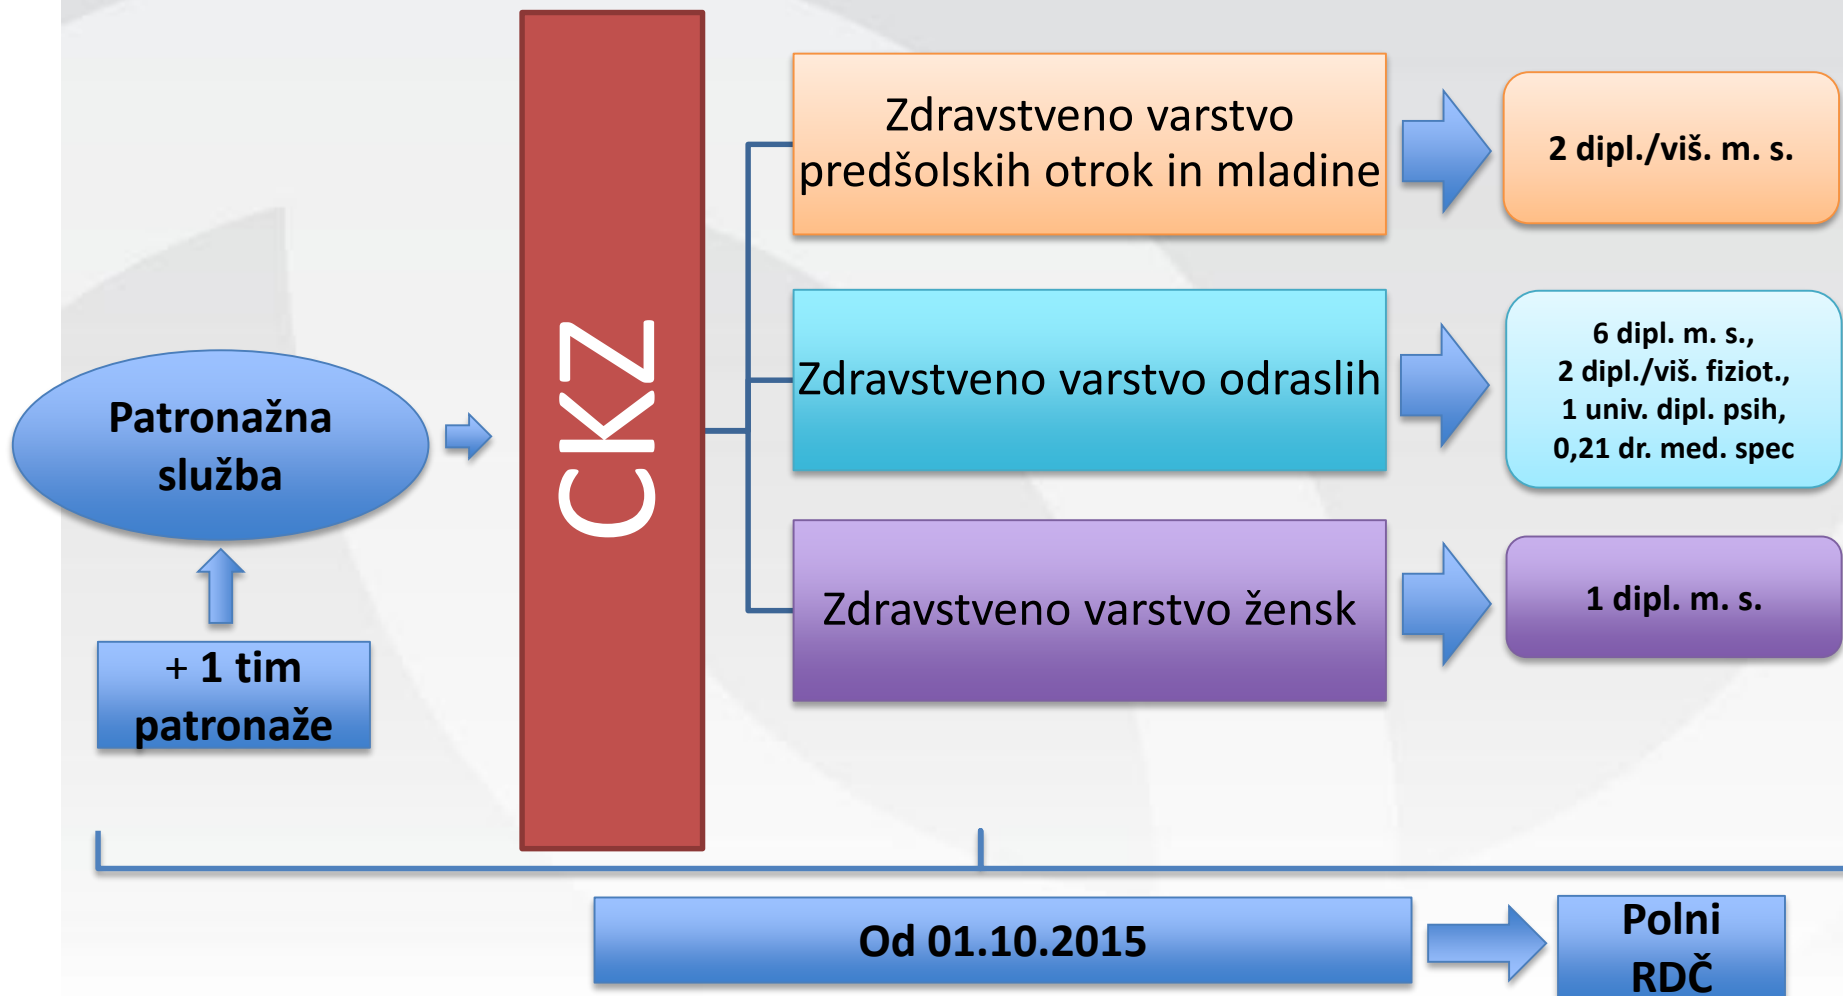 Zdravstveno varstvo
predšolskih otrok in mladine
2 dipl./viš. m. s.
CKZ
Zdravstveno varstvo odraslih
6 dipl. m. s.,
2 dipl./viš. fiziot.,
1 univ. dipl. psih,
0,21 dr. med. spec
Patronažna
služba
Zdravstveno varstvo žensk
1 dipl. m. s.
+ 1 tim
patronaže
Od 01.10.2015
Polni
RDČ